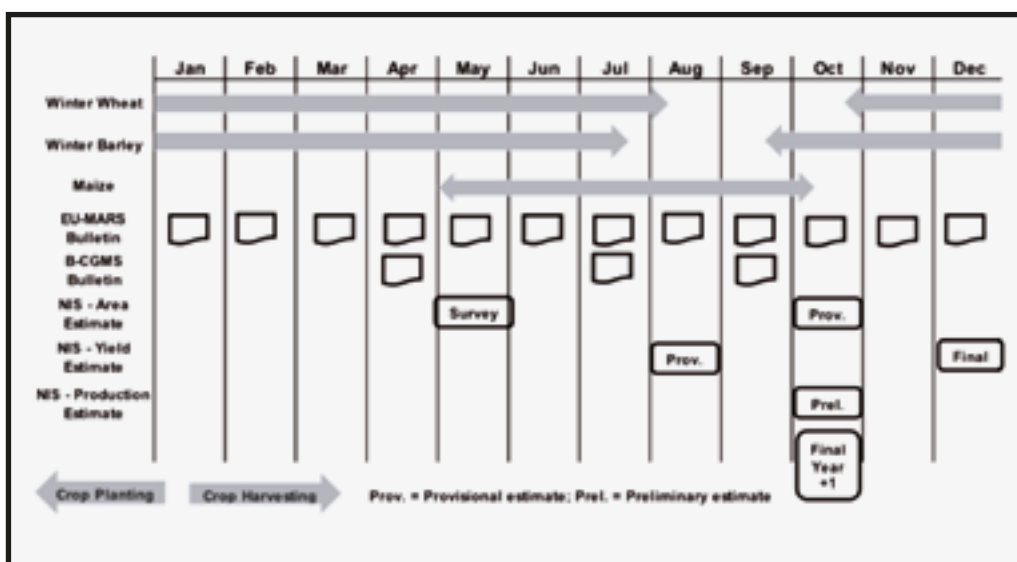 Jan Feb Mar Apr May Jun Jul Aug Sep Oct Nov Dec
Winter Wheat
Winter Barley
Maize
EU-MARS
Bulletin
B-CGMS
Bulletin
NIS - Area
Estimate
Survey
Prov.
NIS - Yield
Estimate
Prov.
Final
NIS - Production
Estimate
Prel.
Final
Year
+1
Crop Planting
Crop Harvesting
Prov. = Provisional estimate; Prel. = Preliminary estimate